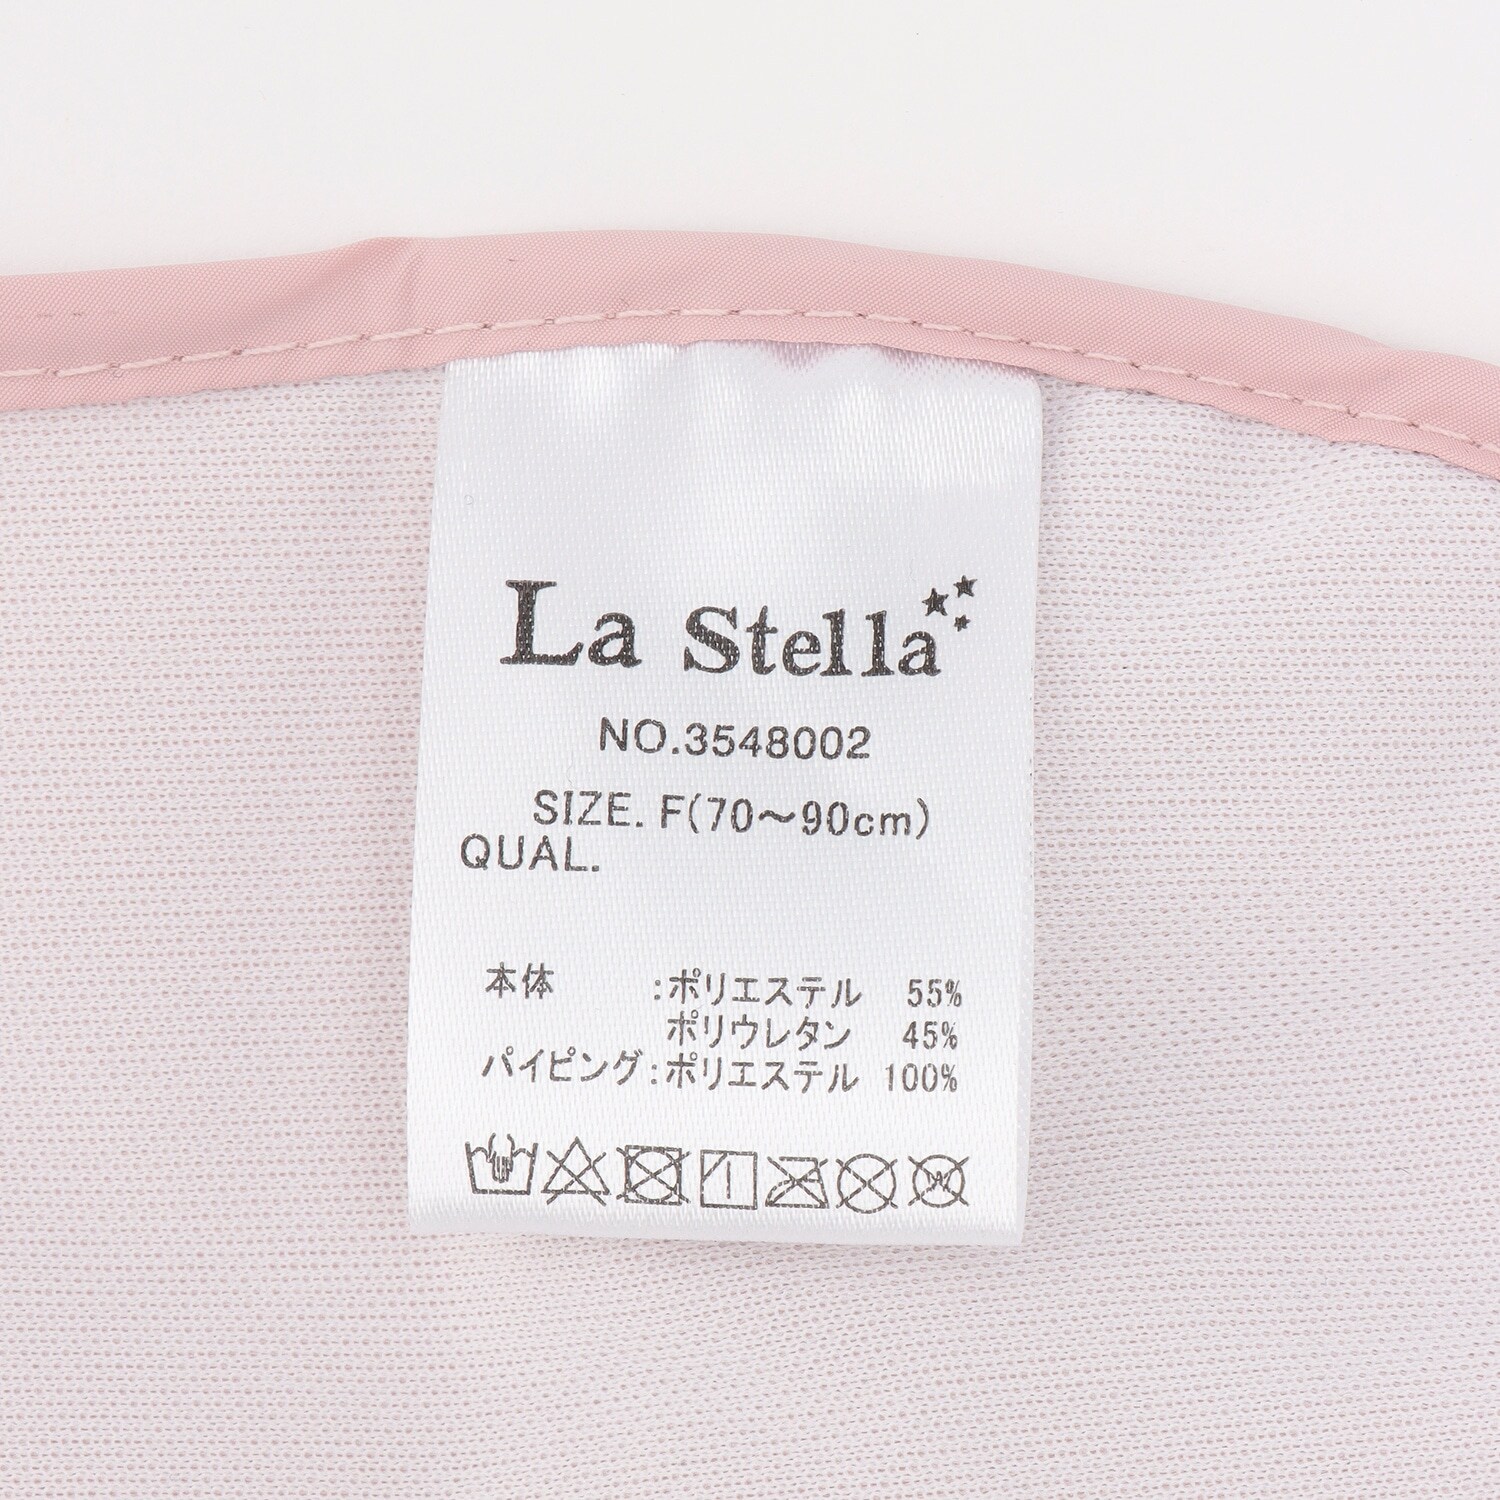 La Stella
NO.3548002
SIZE. F(70～90cm)
QUAL.
本体 :ポリエステル 55%
ポリウレタン 45%
パイピング:ポリエステル 100%